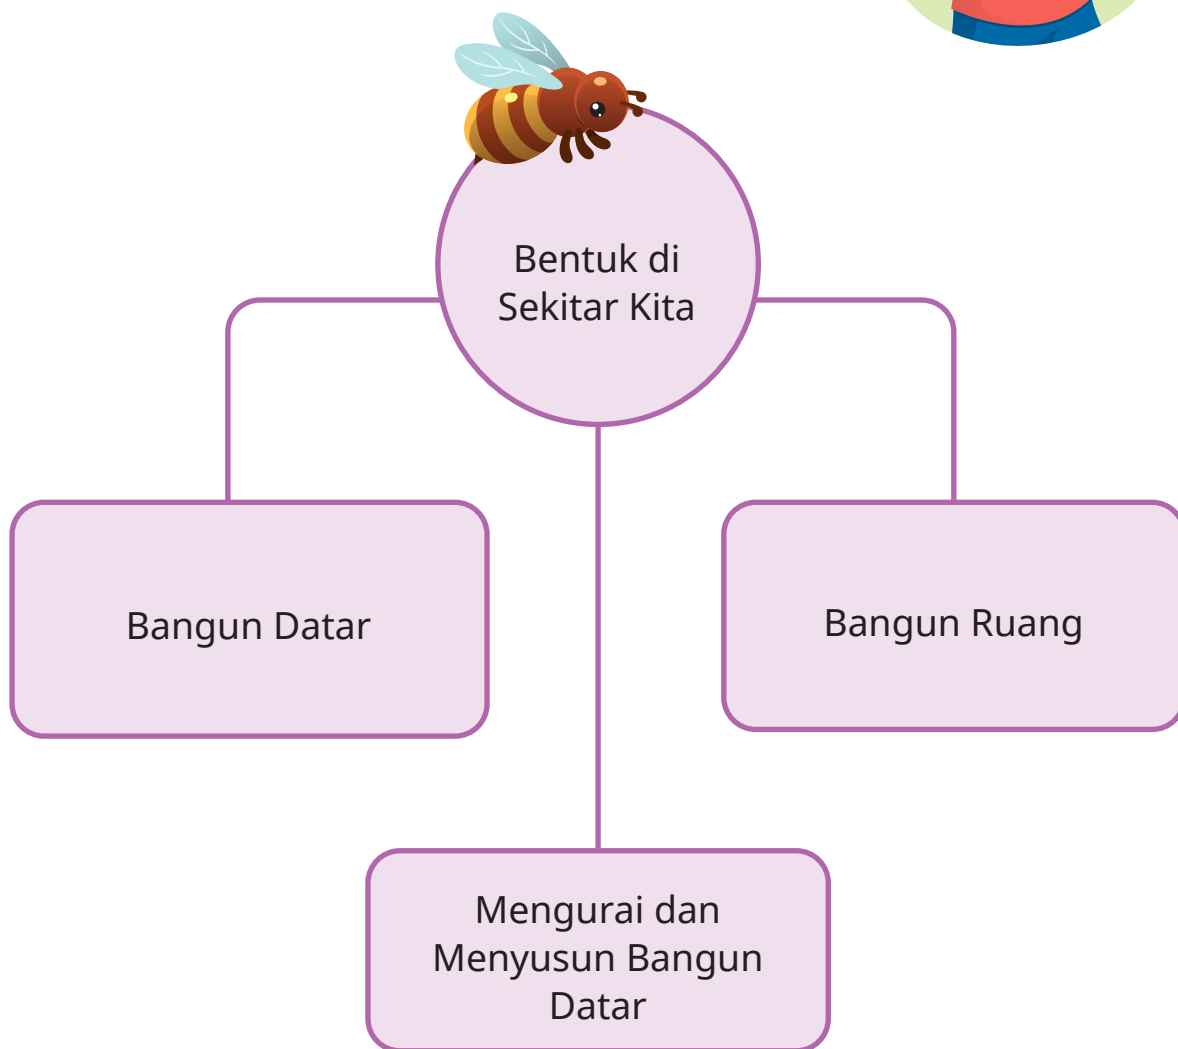 Bentuk di
Sekitar Kita
Bangun Datar
Bangun Ruang
Mengurai dan
Menyusun Bangun
Datar